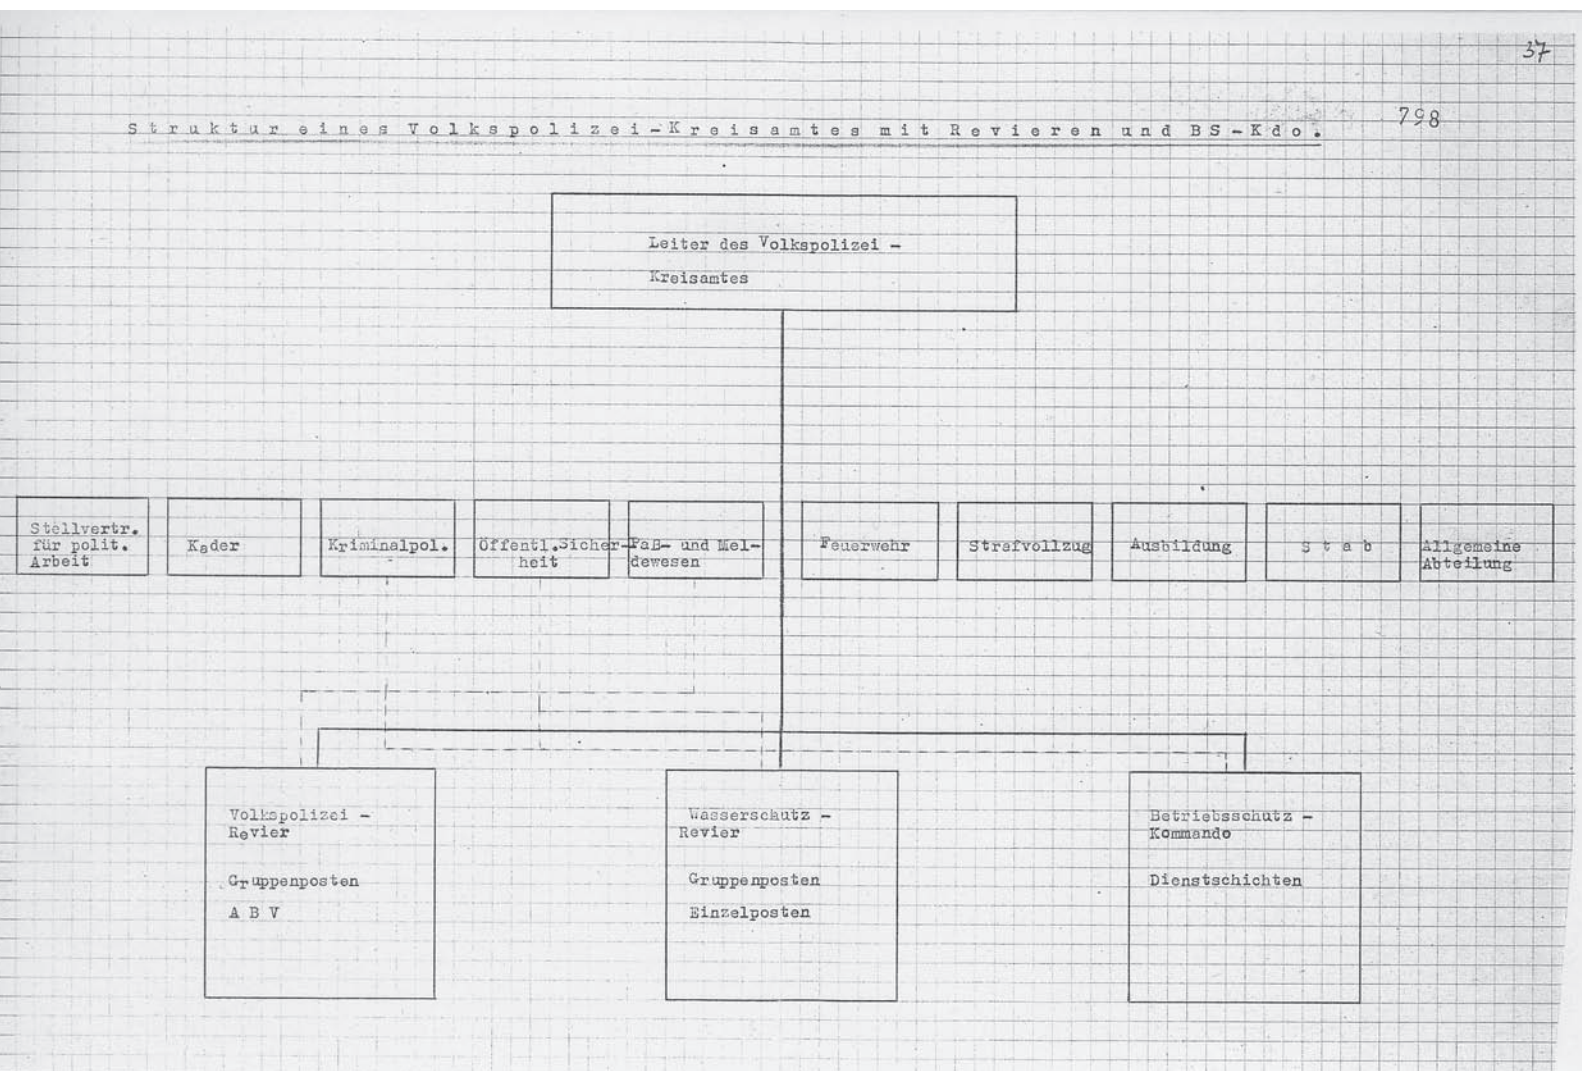 37
798
Struktur eines Volkspolizei-Kreisamtes mit Revieren und BS-Kdo.
Leiter des Volkspolizei -
Kreisamtes
Stellvertr.
für polit.
Arbeit
Kader
Kriminalpol.
Öffentl.Sicher-
heit
Paß- und Mel-
dewesen
Feuerwehr
Strafvollzug
Ausbildung
S t a b
Allgemeine
Abteilung
Volkspolizei -
Revier
Gruppenposten
A B V
Wasserschutz -
Revier
Gruppenposten
Einzelposten
Betriebsschutz -
Kommando
Dienstschichten